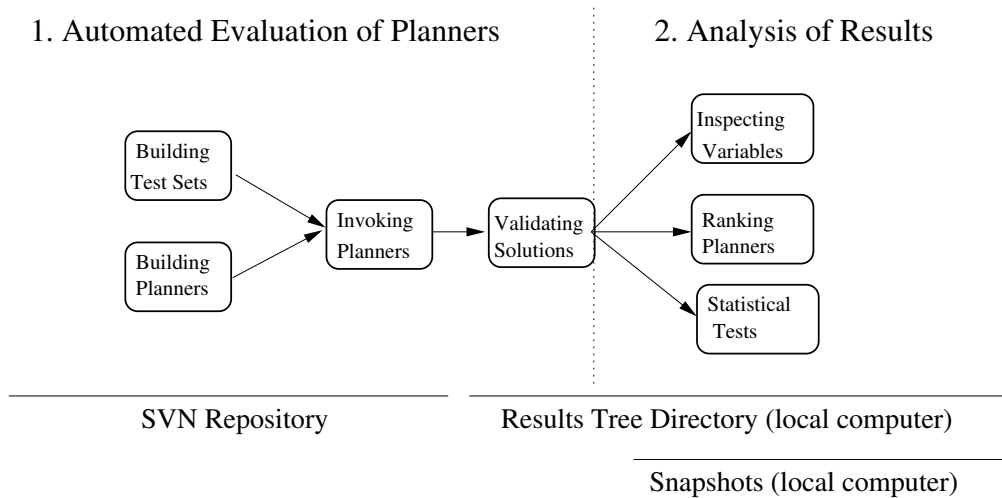 1. Automated Evaluation of Planners
2. Analysis of Results
Building
Test Sets
Building
Planners
Invoking
Planners
Validating
Solutions
Inspecting
Variables
Ranking
Planners
Statistical
Tests
SVN Repository
Results Tree Directory (local computer)
Snapshots (local computer)